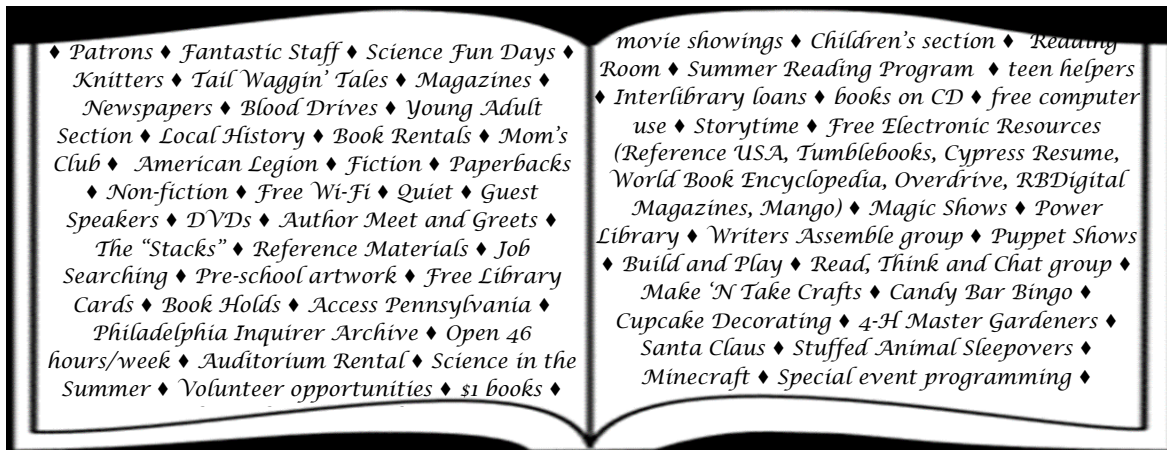 ♦ Patrons ♦ Fantastic Staff ♦ Science Fun Days ♦
Knitters ♦ Tail Waggin' Tales ♦ Magazines ♦
Newspapers ♦ Blood Drives ♦ Young Adult
Section ♦ Local History ♦ Book Rentals ♦ Mom's
Club ♦ American Legion ♦ Fiction ♦ Paperbacks
♦ Non-fiction ♦ Free Wi-Fi ♦ Quiet ♦ Guest
Speakers ♦ DVDs ♦ Author Meet and Greets ♦
The “Stacks” ♦ Reference Materials ♦ Job
Searching ♦ Pre-school artwork ♦ Free Library
Cards ♦ Book Holds ♦ Access Pennsylvania ♦
Philadelphia Inquirer Archive ♦ Open 46
hours/week ♦ Auditorium Rental ♦ Science in the
Summer ♦ Volunteer opportunities ♦ $1 books ♦
movie showings ♦ Children's section ♦ Reading
Room ♦ Summer Reading Program ♦ teen helpers
♦ Interlibrary loans ♦ books on CD ♦ free computer
use ♦ Storytime ♦ Free Electronic Resources
(Reference USA, Tumblebooks, Cypress Resume,
World Book Encyclopedia, Overdrive, RBDigital
Magazines, Mango) ♦ Magic Shows ♦ Power
Library ♦ Writers Assemble group ♦ Puppet Shows
♦ Build and Play ♦ Read, Think and Chat group ♦
Make ‘N Take Crafts ♦ Candy Bar Bingo ♦
Cupcake Decorating ♦ 4-H Master Gardeners ♦
Santa Claus ♦ Stuffed Animal Sleepovers ♦
Minecraft ♦ Special event programming ♦